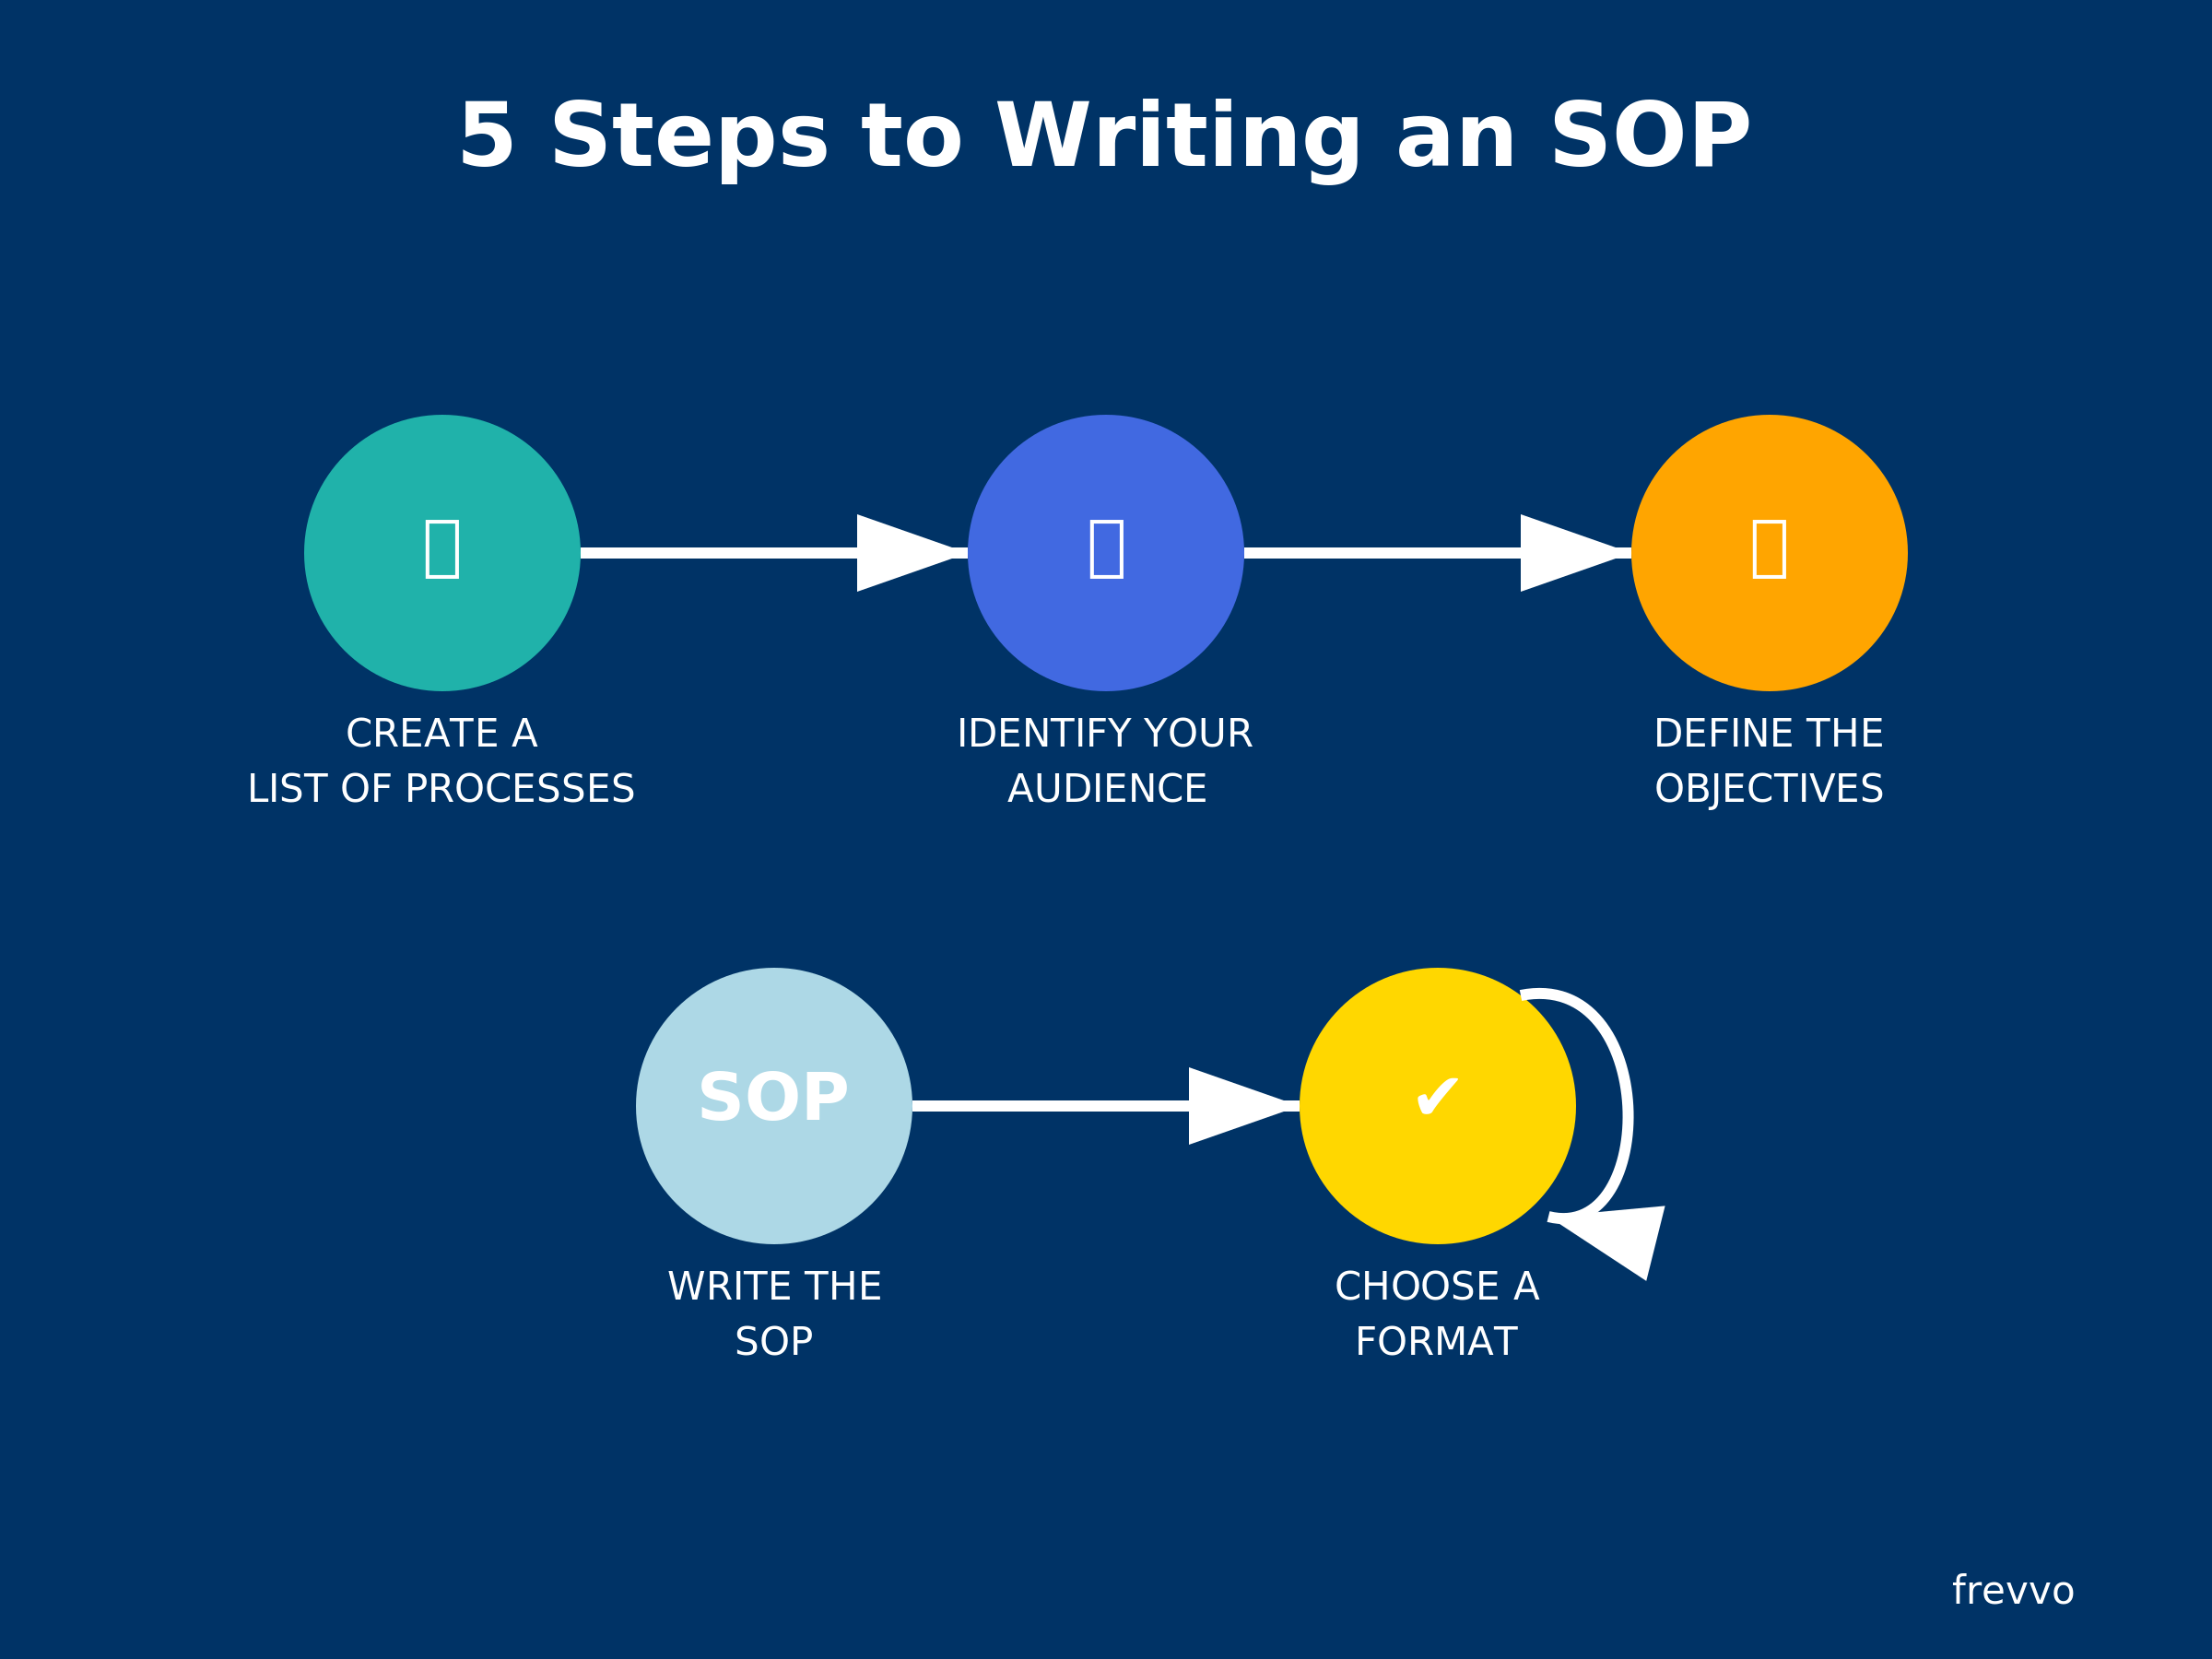 5 Steps to Writing an SOP
CREATE A
LIST OF PROCESSES
IDENTIFY YOUR
AUDIENCE
DEFINE THE
OBJECTIVES
SOP
✔
WRITE THE
SOP
CHOOSE A
FORMAT
frevvo